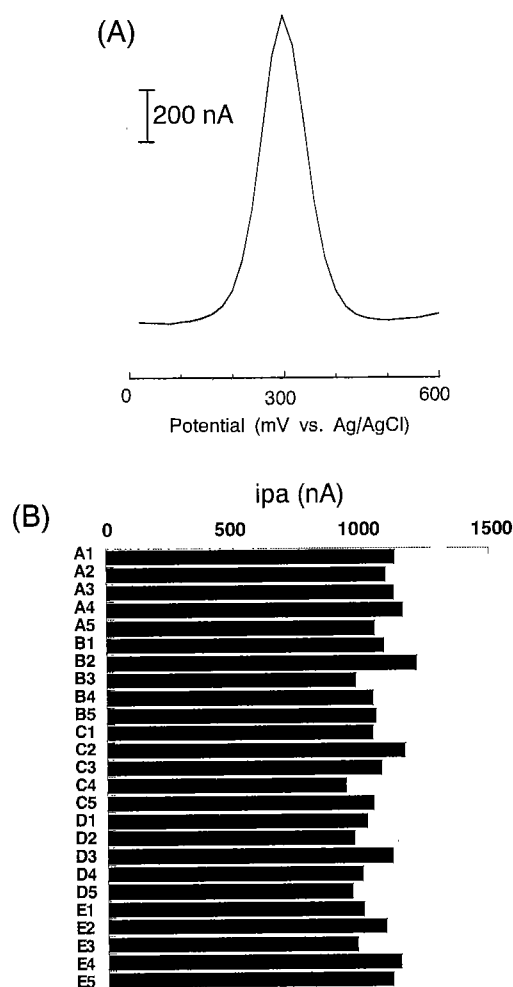 (A)
200 nA
0 300 600
Potential (mV vs. Ag/AgCl)
(B)
ipa (nA)
0 500 1000 1500
A1
A2
A3
A4
A5
B1
B2
B3
B4
B5
C1
C2
C3
C4
C5
D1
D2
D3
D4
D5
E1
E2
E3
E4
E5